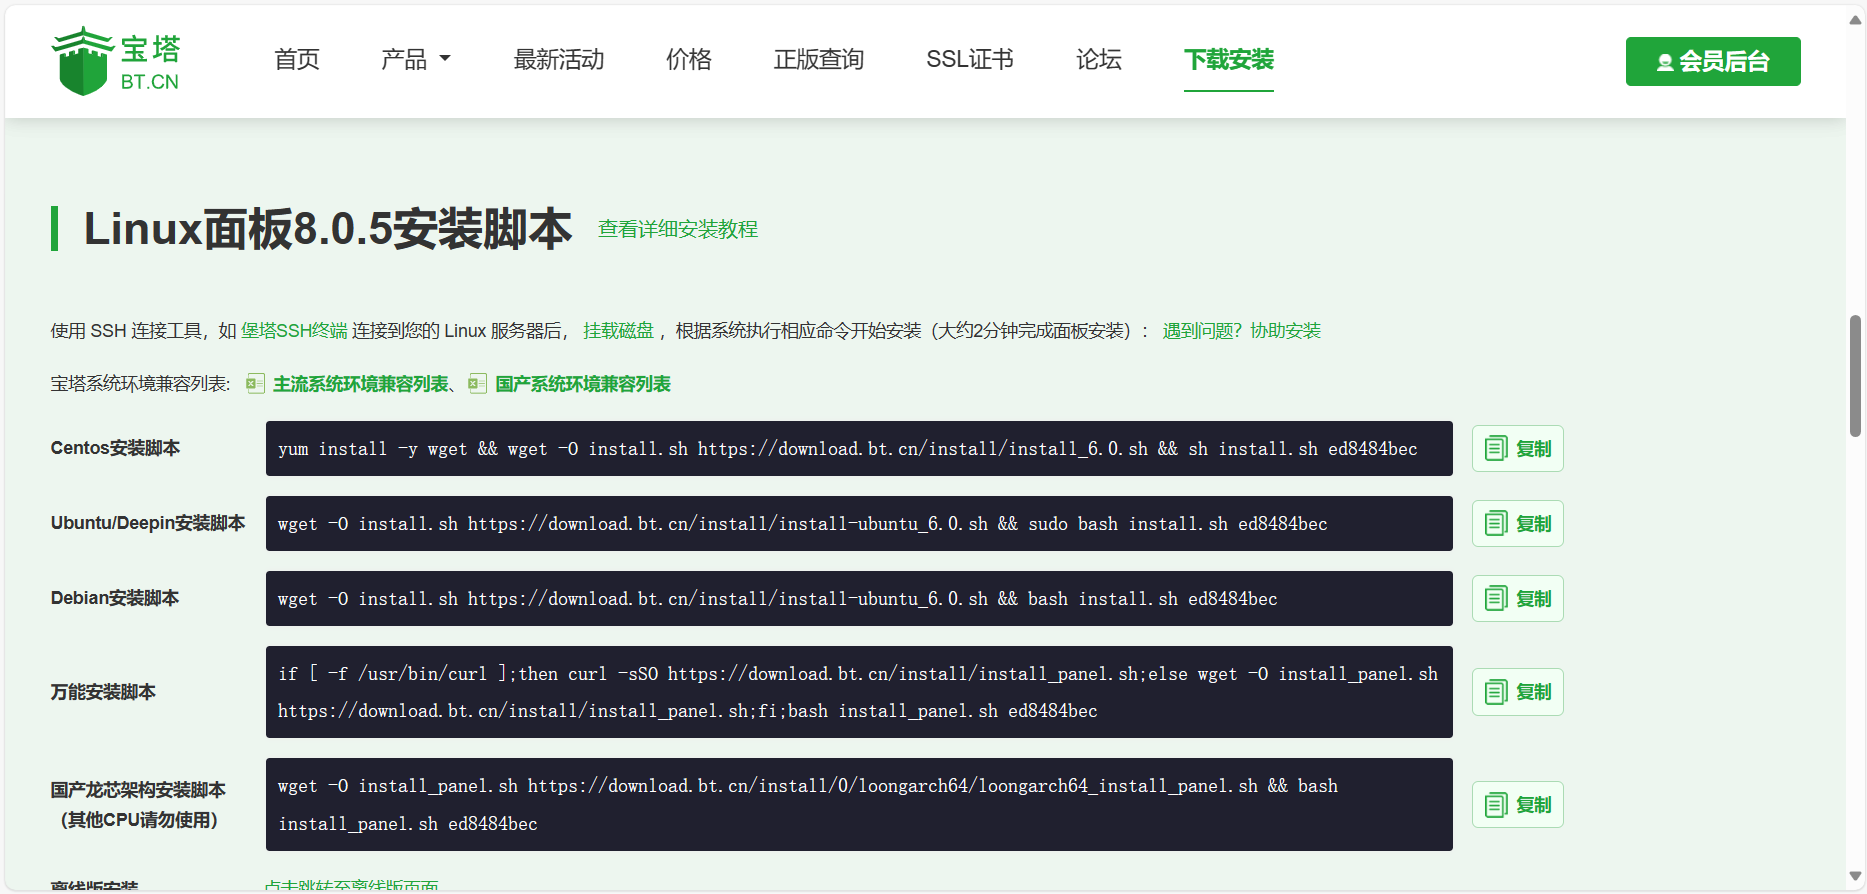 宝塔
BT.CN
首页 产品 最新活动 价格 正版查询 SSL证书 论坛 下载安装 会员后台
Linux面板8.0.5安装脚本 查看详细安装教程
使用 SSH 连接工具，如 堡塔SSH终端 连接到您的 Linux 服务器后， 挂载磁盘 ，根据系统执行相应命令开始安装（大约2分钟完成面板安装）： 遇到问题？协助安装
宝塔系统环境兼容列表: 主流系统环境兼容列表、 国产系统环境兼容列表
Centos安装脚本 yum install -y wget && wget -O install.sh https://download.bt.cn/install/install_6.0.sh && sh install.sh ed8484bec 复制
Ubuntu/Deepin安装脚本 wget -O install.sh https://download.bt.cn/install/install-ubuntu_6.0.sh && sudo bash install.sh ed8484bec 复制
Debian安装脚本 wget -O install.sh https://download.bt.cn/install/install-ubuntu_6.0.sh && bash install.sh ed8484bec 复制
万能安装脚本 if [ -f /usr/bin/curl ];then curl -sSO https://download.bt.cn/install/install_panel.sh;else wget -O install_panel.sh
https://download.bt.cn/install/install_panel.sh;fi;bash install_panel.sh ed8484bec 复制
国产龙芯架构安装脚本
（其他CPU请勿使用） wget -O install_panel.sh https://download.bt.cn/install/0/loongarch64/loongarch64_install_panel.sh && bash
install_panel.sh ed8484bec 复制
离线版安装 点击跳转至离线版页面